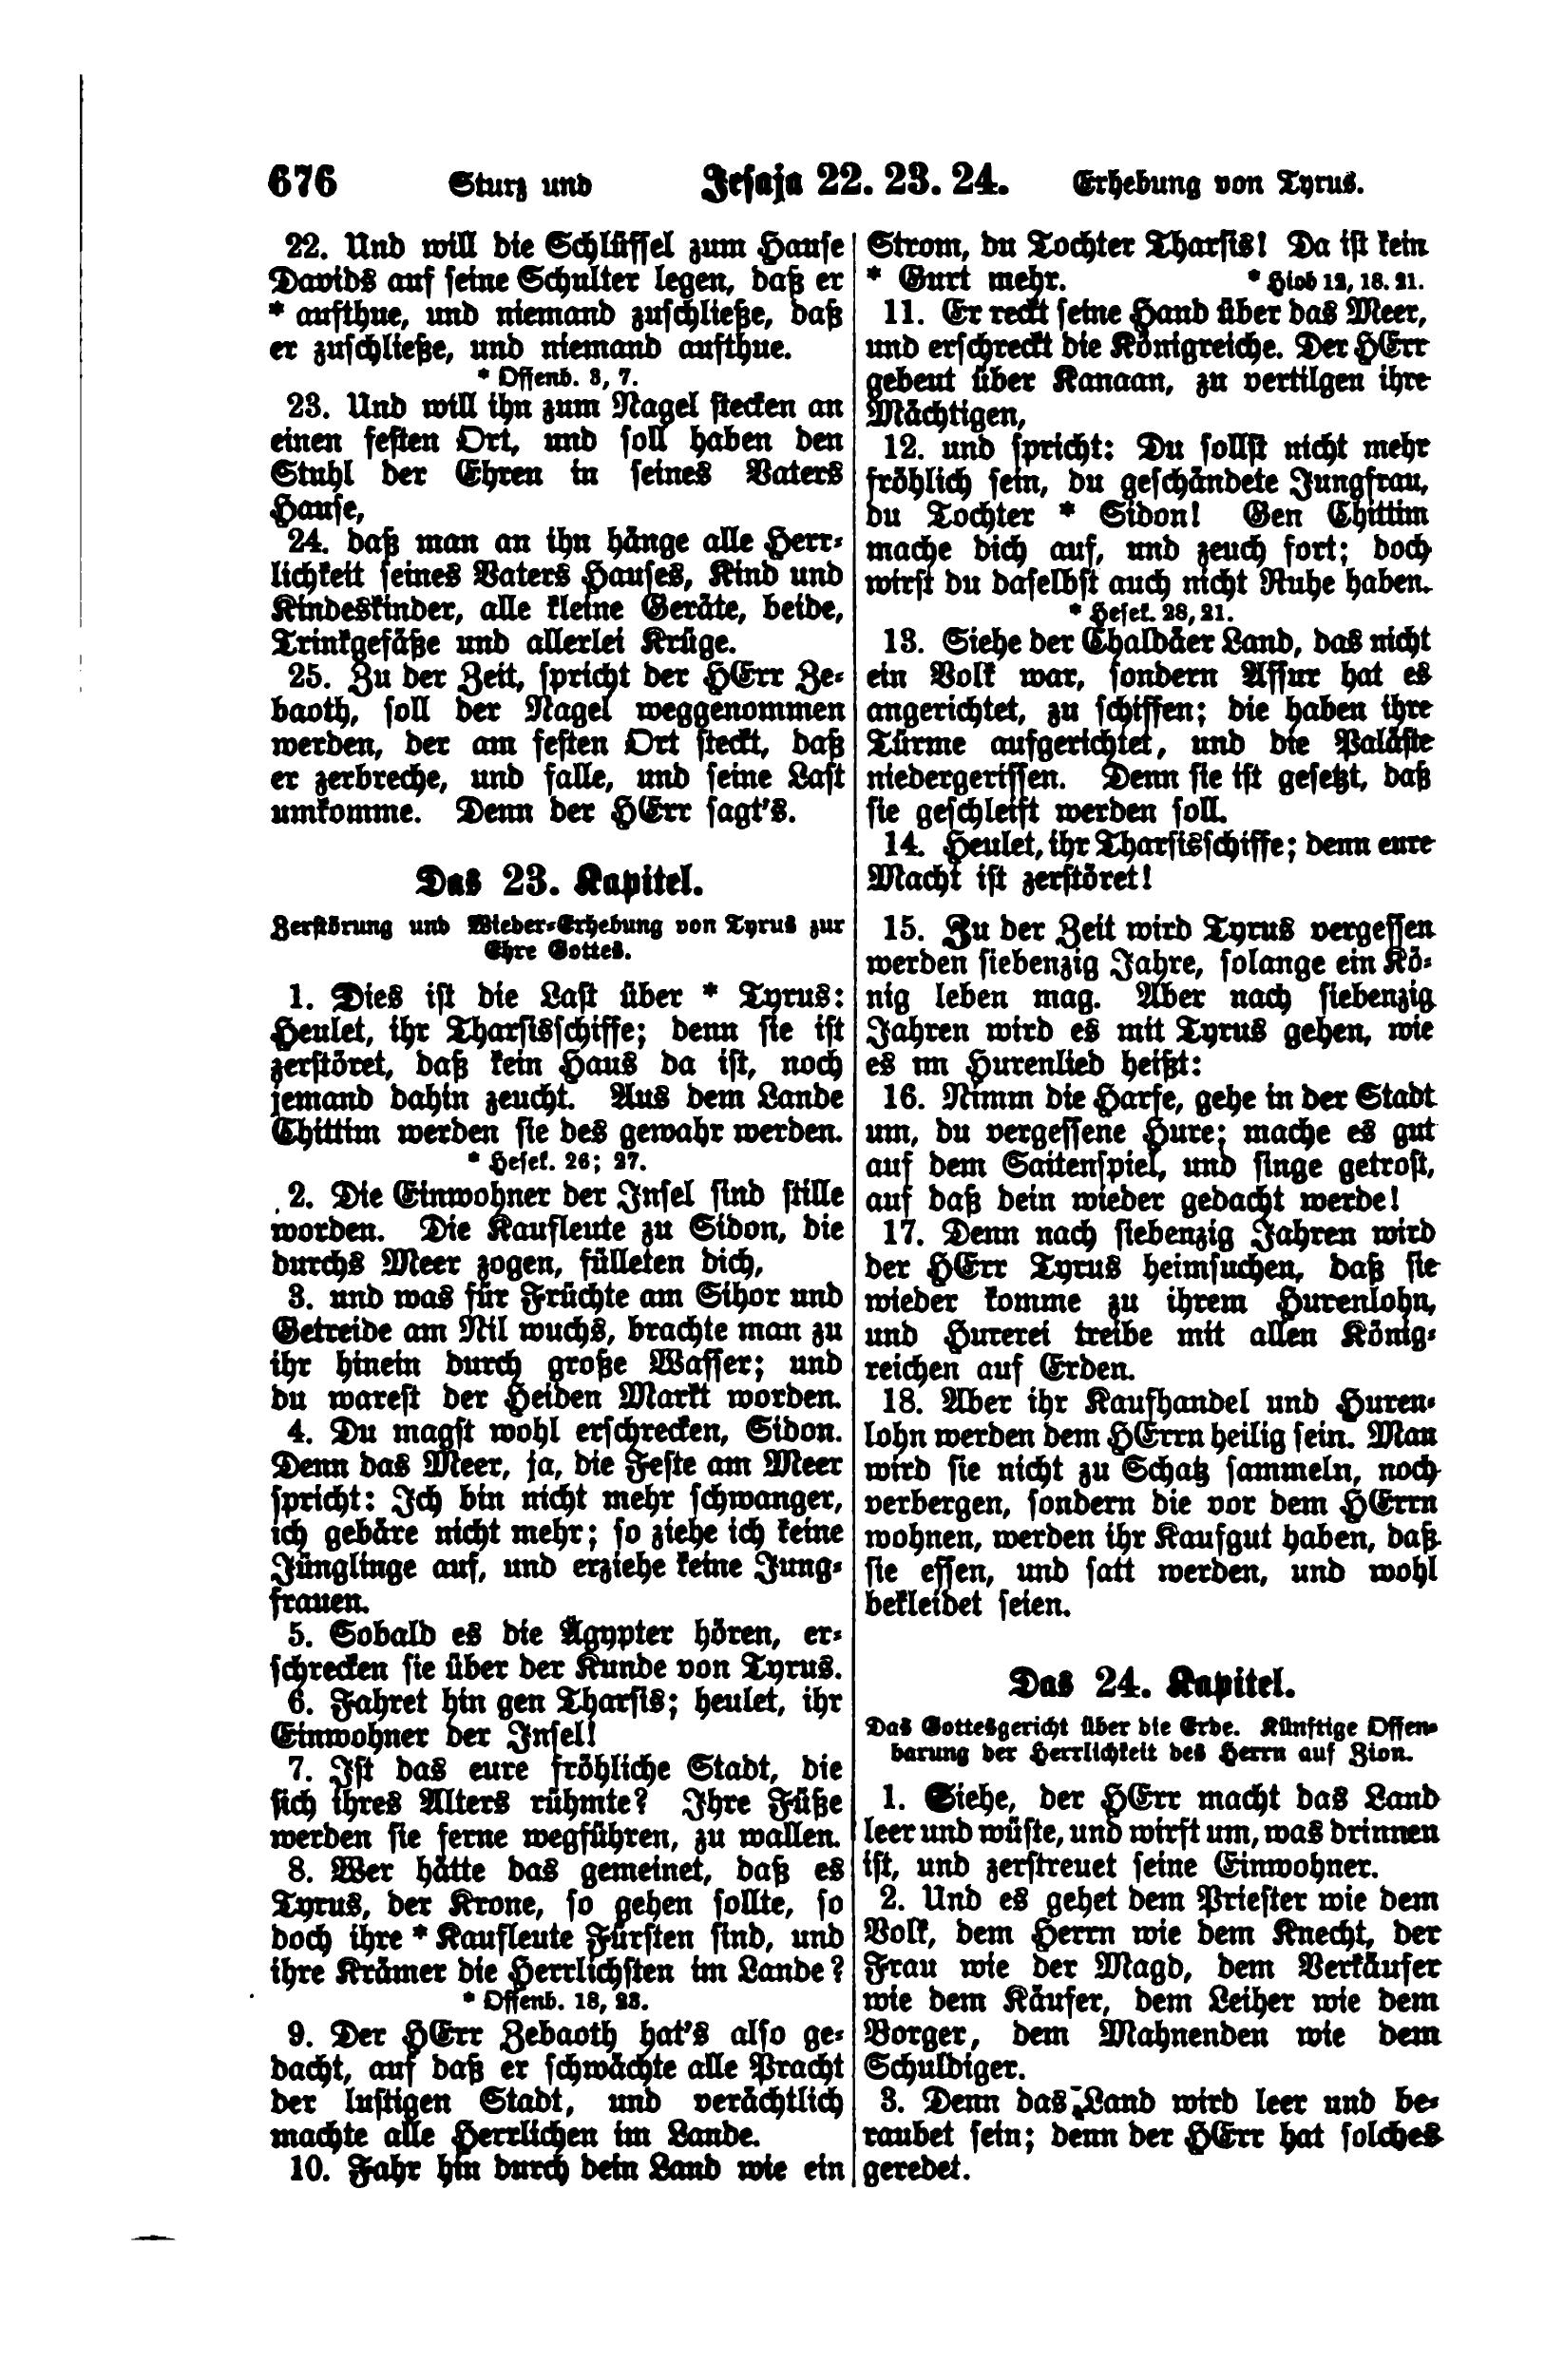 676 Sturz und Jesaja 22. 23. 24. Erhebung von Tyrus.
22. Und will die Schlüssel zum Hause
Davids auf seine Schulter legen, daß er
* aufthue, und niemand zuschließe, daß
er zuschließe, und niemand aufthue.
* Offenb. 3, 7.
23. Und will ihn zum Nagel stecken an
einen festen Ort, und soll haben den
Stuhl der Ehren in seines Vaters
Hause,
24. daß man an ihn hänge alle Herr-
lichkeit seines Vaters Hauses, Kind und
Kindeskinder, alle kleine Geräte, beide,
Trinkgefäße und allerlei Krüge.
25. Zu der Zeit, spricht der HErr Ze-
baoth, soll der Nagel weggenommen
werden, der am festen Ort steckt, daß
er zerbreche, und falle, und seine Last
umkomme. Denn der HErr sagt's.
Das 23. Kapitel.
Zerstörung und Wieder-Erhebung von Tyrus zur
Ehre Gottes.
1. Dies ist die Last über * Tyrus:
Heulet, ihr Tharsisschiffe; denn sie ist
zerstöret, daß kein Haus da ist, noch
jemand dahin zeucht. Aus dem Lande
Chittim werden sie des gewahr werden.
* Hesek. 26; 27.
2. Die Einwohner der Insel sind stille
worden. Die Kaufleute zu Sidon, die
durchs Meer zogen, fülleten dich,
3. und was für Früchte am Sihor und
Getreide am Nil wuchs, brachte man zu
ihr hinein durch große Wasser; und
du warest der Heiden Markt worden.
4. Du magst wohl erschrecken, Sidon.
Denn das Meer, ja, die Feste am Meer
spricht: Ich bin nicht mehr schwanger,
ich gebäre nicht mehr; so ziehe ich keine
Jünglinge auf, und erziehe keine Jung-
frauen.
5. Sobald es die Ägypter hören, er-
schrecken sie über der Kunde von Tyrus.
6. Fahret hin gen Tharsis; heulet, ihr
Einwohner der Insel!
7. Ist das eure fröhliche Stadt, die
sich ihres Alters rühmte? Ihre Füße
werden sie ferne wegführen, zu wallen.
8. Wer hätte das gemeinet, daß es
Tyrus, der Krone, so gehen sollte, so
doch ihre * Kaufleute Fürsten sind, und
ihre Krämer die Herrlichsten im Lande?
* Offenb. 18, 23.
9. Der HErr Zebaoth hat's also ge-
dacht, auf daß er schwächte alle Pracht
der lustigen Stadt, und verächtlich
machte alle Herrlichen im Lande.
10. Fahr hin durch dein Land wie ein
Strom, du Tochter Tharsis! Da ist kein
* Gurt mehr. * Hiob 12, 18. 21.
11. Er reckt seine Hand über das Meer,
und erschreckt die Königreiche. Der HErr
gebeut über Kanaan, zu vertilgen ihre
Mächtigen,
12. und spricht: Du sollst nicht mehr
fröhlich sein, du geschändete Jungfrau,
du Tochter * Sidon! Gen Chittim
mache dich auf, und zeuch fort; doch
wirst du daselbst auch nicht Ruhe haben.
* Hesek. 28, 21.
13. Siehe der Chaldäer Land, das nicht
ein Volk war, sondern Assur hat es
angerichtet, zu schiffen; die haben ihre
Türme aufgerichtet, und die Paläste
niedergerissen. Denn sie ist gesetzt, daß
sie geschleift werden soll.
14. Heulet, ihr Tharsisschiffe; denn eure
Macht ist zerstöret!
15. Zu der Zeit wird Tyrus vergessen
werden siebenzig Jahre, solange ein Kö-
nig leben mag. Aber nach siebenzig
Jahren wird es mit Tyrus gehen, wie
es im Hurenlied heißt:
16. Nimm die Harfe, gehe in der Stadt
um, du vergessene Hure; mache es gut
auf dem Saitenspiel, und singe getrost,
auf daß dein wieder gedacht werde!
17. Denn nach siebenzig Jahren wird
der HErr Tyrus heimsuchen, daß sie
wieder komme zu ihrem Hurenlohn,
und Hurerei treibe mit allen König-
reichen auf Erden.
18. Aber ihr Kaufhandel und Huren-
lohn werden dem HErrn heilig sein. Man
wird sie nicht zu Schatz sammeln, noch
verbergen, sondern die vor dem HErrn
wohnen, werden ihr Kaufgut haben, daß
sie essen, und satt werden, und wohl
bekleidet seien.
Das 24. Kapitel.
Das Gottesgericht über die Erde. Künftige Offen-
barung der Herrlichkeit des Herrn auf Zion.
1. Siehe, der HErr macht das Land
leer und wüste, und wirft um, was drinnen
ist, und zerstreuet seine Einwohner.
2. Und es gehet dem Priester wie dem
Volk, dem Herrn wie dem Knecht, der
Frau wie der Magd, dem Verkäufer
wie dem Käufer, dem Leiher wie dem
Borger, dem Mahnenden wie dem
Schuldiger.
3. Denn das Land wird leer und be-
raubet sein; denn der HErr hat solches
geredet.